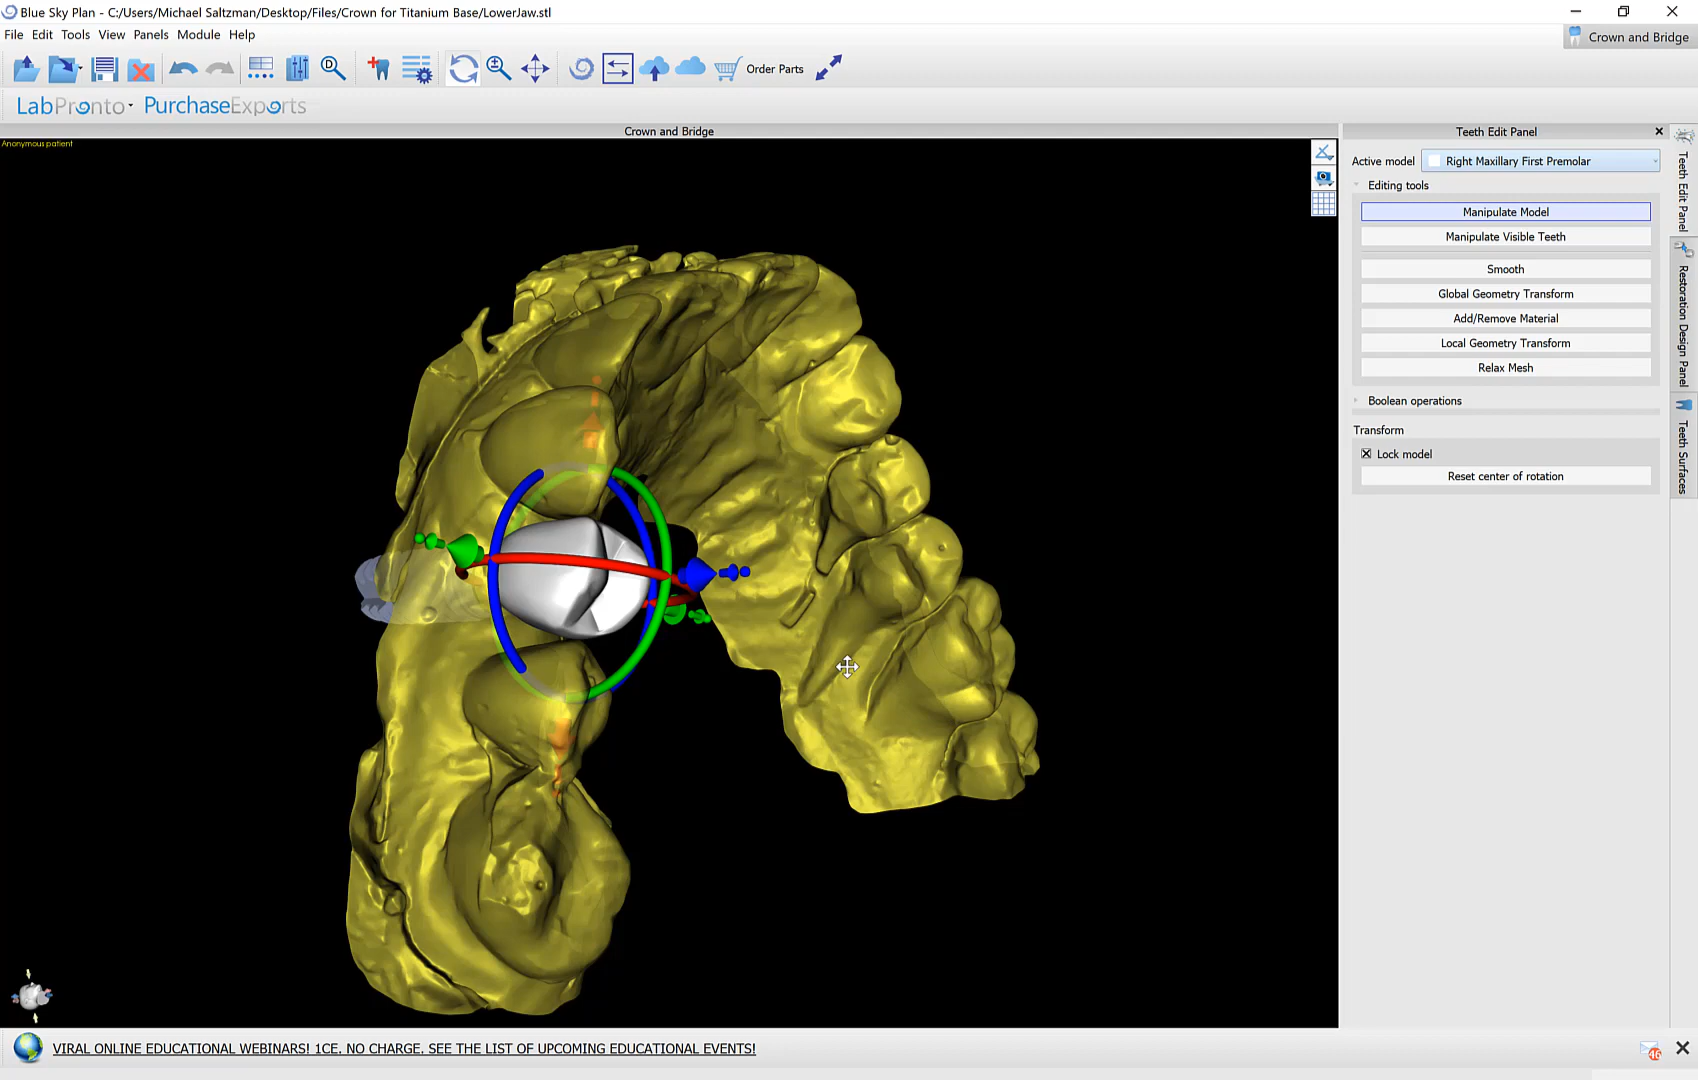 Blue Sky Plan - C:/Users/Michael Saltzman/Desktop/Files/Crown for Titanium Base/LowerJaw.stl
File Edit Tools View Panels Module Help
Crown and Bridge
D
Order Parts
LabPronto PurchaseExports
Crown and Bridge
Anonymous patient
Teeth Edit Panel
Active model Right Maxillary First Premolar
Editing tools
Manipulate Model
Manipulate Visible Teeth
Smooth
Global Geometry Transform
Add/Remove Material
Local Geometry Transform
Relax Mesh
Boolean operations
Transform
Lock model
Reset center of rotation
Teeth Edit Panel
Restoration Design Panel
Teeth Surfaces
VIRAL ONLINE EDUCATIONAL WEBINARS! 1CE, NO CHARGE. SEE THE LIST OF UPCOMING EDUCATIONAL EVENTS!
46